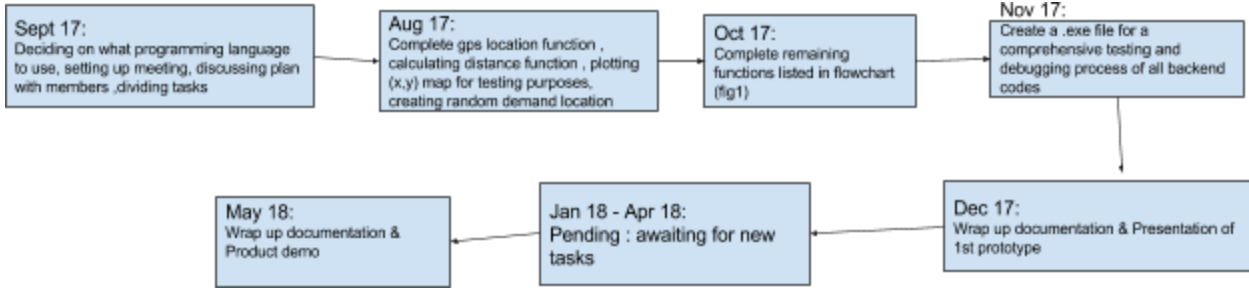 Sept 17:
Deciding on what programming language
to use, setting up meeting, discussing plan
with members ,dividing tasks
Aug 17:
Complete gps location function ,
calculating distance function , plotting
(x,y) map for testing purposes,
creating random demand location
Oct 17:
Complete remaining
functions listed in flowchart
(fig1)
Nov 17:
Create a .exe file for a
comprehensive testing and
debugging process of all backend
codes
Dec 17:
Wrap up documentation & Presentation of
1st prototype
Jan 18 - Apr 18:
Pending : awaiting for new
tasks
May 18:
Wrap up documentation &
Product demo